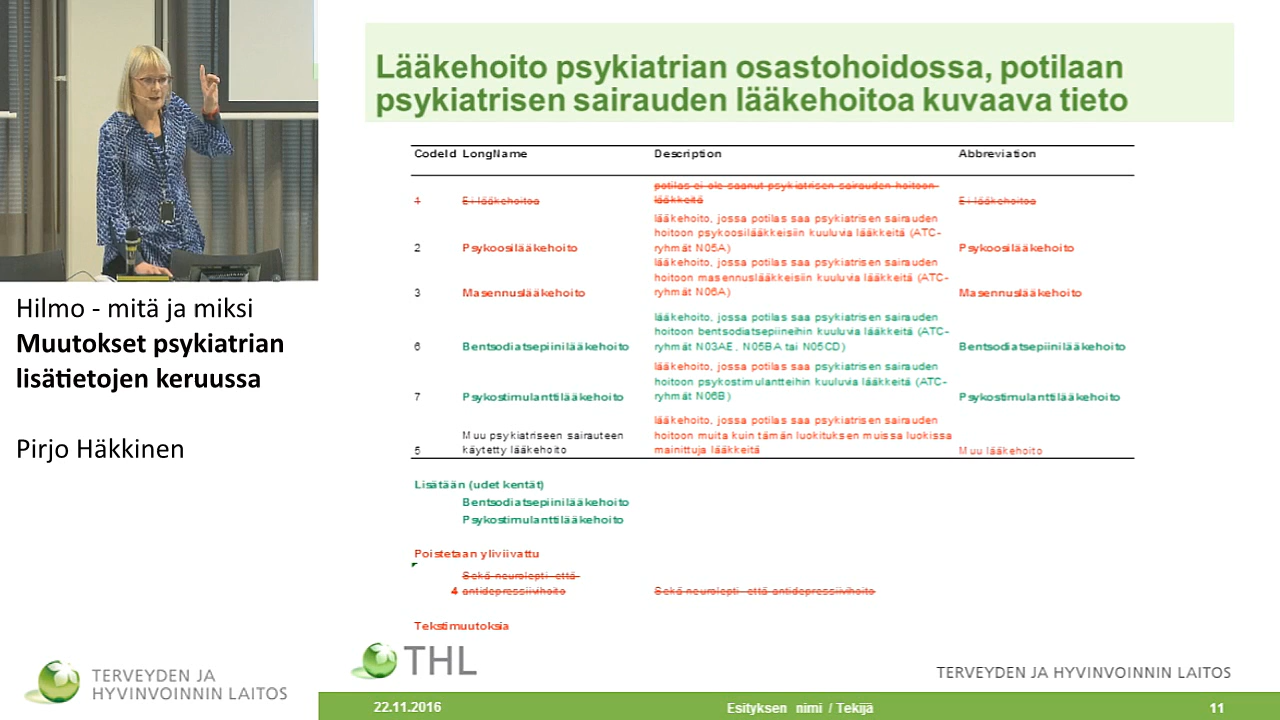 Lääkehoito psykiatrian osastohoidossa, potilaan
psykiatrisen sairauden lääkehoitoa kuvaava tieto
CodeId LongName Description Abbreviation
1 Ei lääkehoitoa potilas ei ole saanut psykiatrisen sairauden hoitoon
lääkkeitä Ei lääkehoitoa
lääkehoito, jossa potilas saa psykiatrisen sairauden
hoitoon psykoosilääkkeisiin kuuluvia lääkkeitä (ATC-
2 Psykoosilääkehoito ryhmät N05A) Psykoosilääkehoito
lääkehoito, jossa potilas saa psykiatrisen sairauden
hoitoon masennuslääkkeisiin kuuluvia lääkkeitä (ATC-
3 Masennuslääkehoito ryhmät N06A) Masennuslääkehoito
lääkehoito, jossa potilas saa psykiatrisen sairauden
hoitoon bentsodiatsepiineihin kuuluvia lääkkeitä (ATC-
6 Bentsodiatsepiinilääkehoito ryhmät N03AE, N05BA tai N05CD) Bentsodiatsepiinilääkehoito
lääkehoito, jossa potilas saa psykiatrisen sairauden
hoitoon psykostimulantteihin kuuluvia lääkkeitä (ATC-
7 Psykostimulanttilääkehoito ryhmät N06B) Psykostimulanttilääkehoito
lääkehoito, jossa potilas saa psykiatrisen sairauden
Muu psykiatriseen sairauteen hoitoon muita kuin tämän luokituksen muissa luokissa
5 käytetty lääkehoito mainittuja lääkkeitä Muu lääkehoito
Lisätään (udet kentät)
Bentsodiatsepiinilääkehoito
Psykostimulanttilääkehoito
Poistetaan yliviivattu
Sekä neurolepti että
4 antidepressiivihoito Sekä neurolepti että antidepressiivihoito
Tekstimuutoksia
THL
TERVEYDEN JA HYVINVOINNIN LAITOS
22.11.2016 Esityksen nimi / Tekijä 11
Hilmo - mitä ja miksi
Muutokset psykiatrian
lisätietojen keruussa
Pirjo Häkkinen
TERVEYDEN JA
HYVINVOINNIN LAITOS